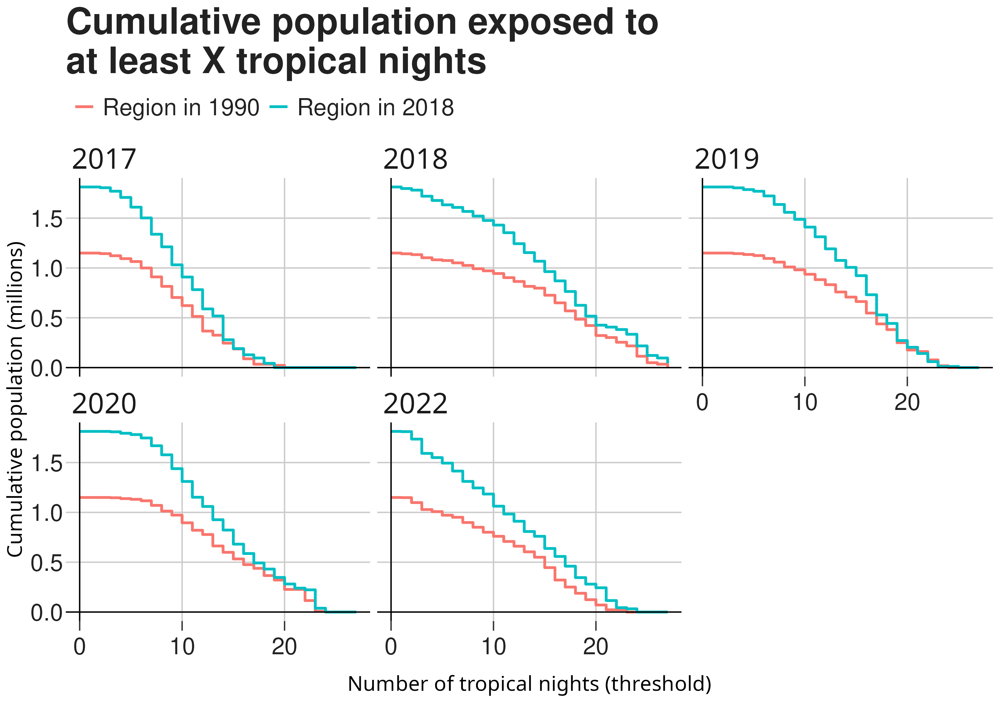 Cumulative population exposed to
at least X tropical nights
Region in 1990 Region in 2018
2017 2018 2019
1.5
1.0
0.5
0.0
0 10 20
2020 2022
1.5
1.0
0.5
0.0
0 10 20 0 10 20
Cumulative population (millions)
Number of tropical nights (threshold)